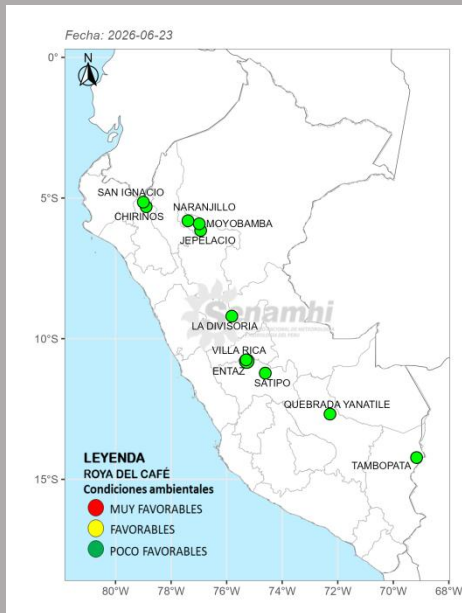 Fecha: 2026-06-23
N
0°
5°S
10°S
15°S
SAN IGNACIO
CHIRINOS
NARANJILLO
MOYOBAMBA
JEPELACIO
Senamhi
LA DIVISORIA
VILLA RICA
ENTAZ
SATIPO
QUEBRADA YANATILE
TAMBOPATA
LEYENDA
ROYA DEL CAFÉ
Condiciones ambientales
MUY FAVORABLES
FAVORABLES
POCO FAVORABLES
80°W 78°W 76°W 74°W 72°W 70°W 68°W